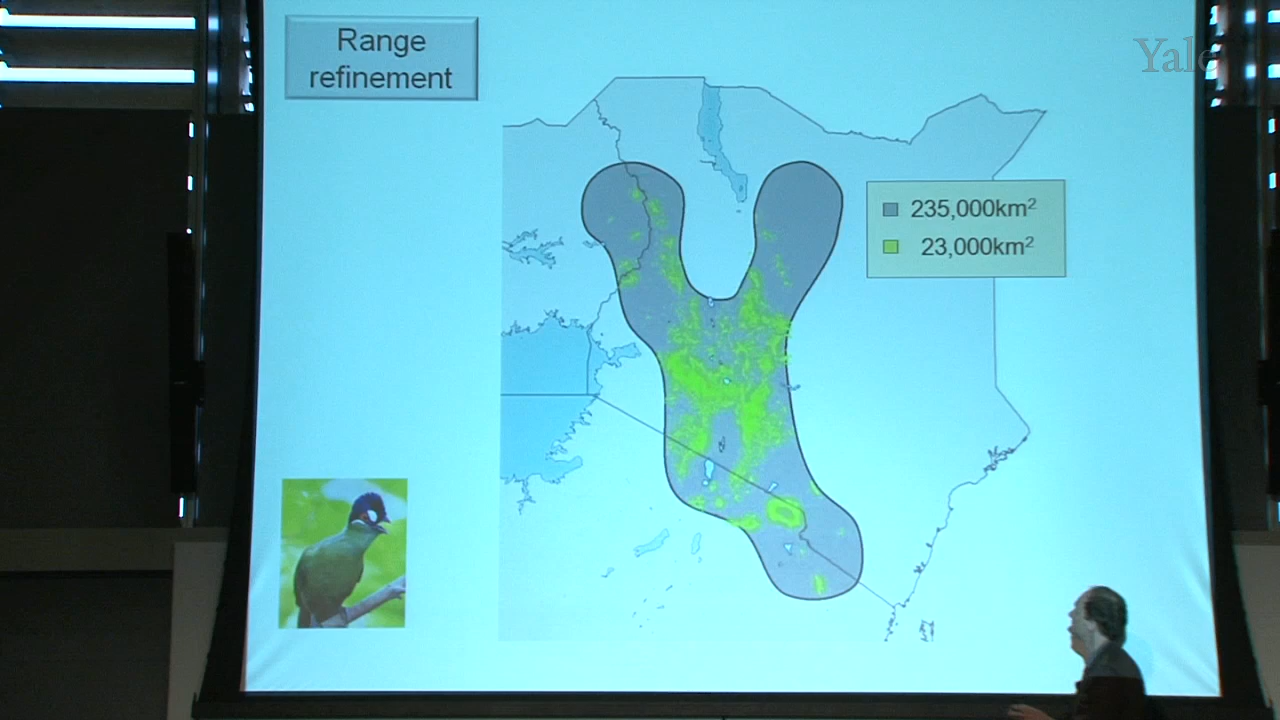 Range
refinement
Yale
235,000km²
23,000km²